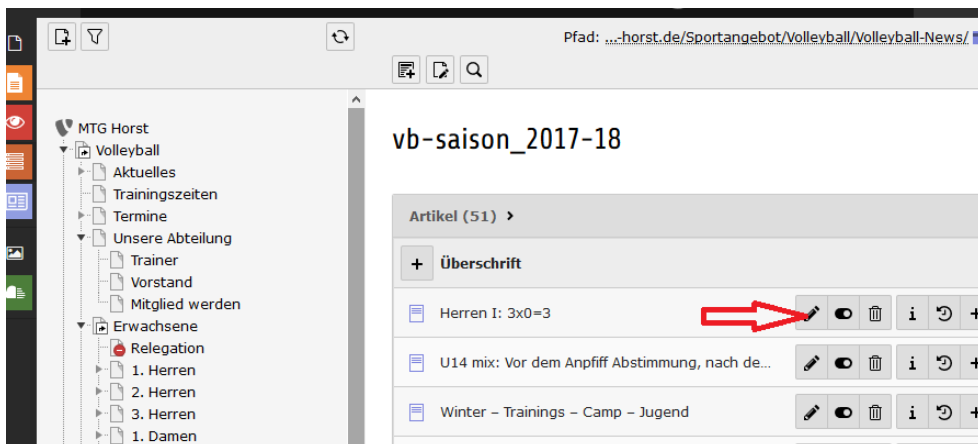 Pfad: ...-horst.de/Sportangebot/Volleyball/Volleyball-News/
MTG Horst
Volleyball
Aktuelles
Trainingszeiten
Termine
Unsere Abteilung
Trainer
Vorstand
Mitglied werden
Erwachsene
Relegation
1. Herren
2. Herren
3. Herren
1. Damen
vb-saison_2017-18
Artikel (51)
Überschrift
Herren I: 3x0=3
U14 mix: Vor dem Anpfiff Abstimmung, nach de...
Winter – Trainings – Camp – Jugend